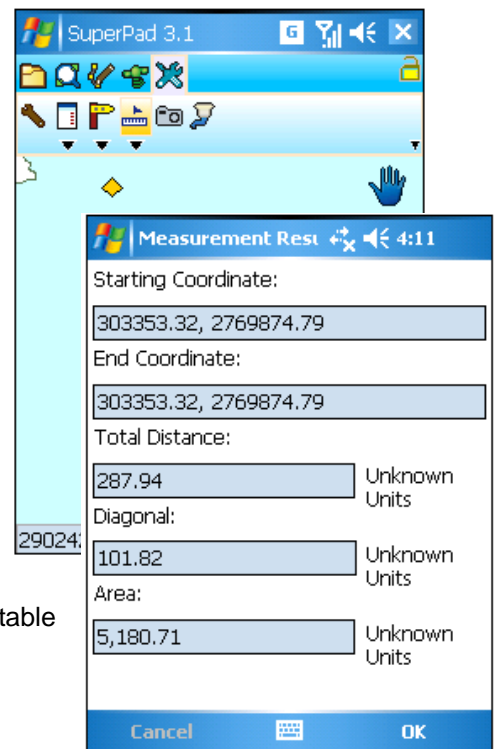 SuperPad 3.1
G
Measurement Resu
4:11
Starting Coordinate:
303353.32, 2769874.79
End Coordinate:
303353.32, 2769874.79
Total Distance:
287.94
Unknown
Units
Diagonal:
29024
101.82
Unknown
Units
Area:
table
5,180.71
Unknown
Units
Cancel
OK